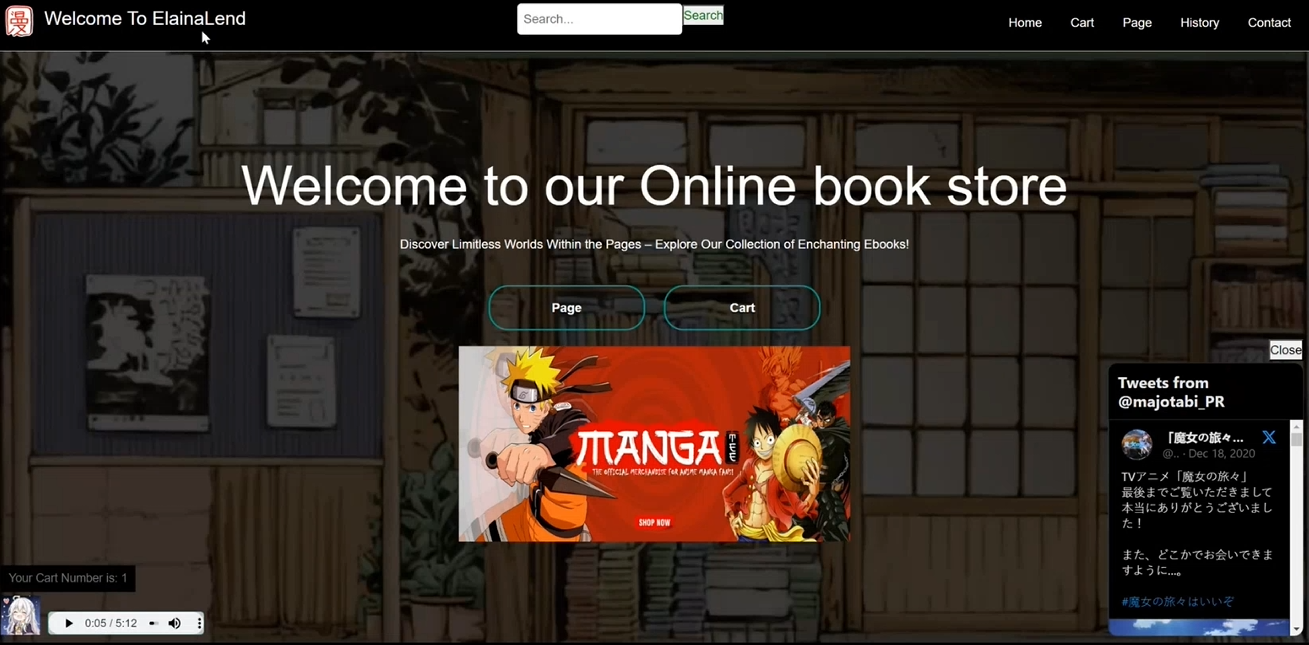 漫
Welcome To ElainaLend
Search...
Search
Home
Cart
Page
History
Contact
Welcome to our Online book store
Discover Limitless Worlds Within the Pages – Explore Our Collection of Enchanting Ebooks!
Page
Cart
MANGA
TEE
THE OFFICIAL MERCHANDISE FOR ANIME MANGA FAN!!
SHOP NOW
Close
Tweets from
@majotabi_PR
「魔女の旅々...
@.. · Dec 18, 2020
TVアニメ「魔女の旅々」
最後までご覧いただきまして
本当にありがとうございまし
た！
また、どこかでお会いできま
すように…。
#魔女の旅々はいいぞ
Your Cart Number is: 1
0:05 / 5:12